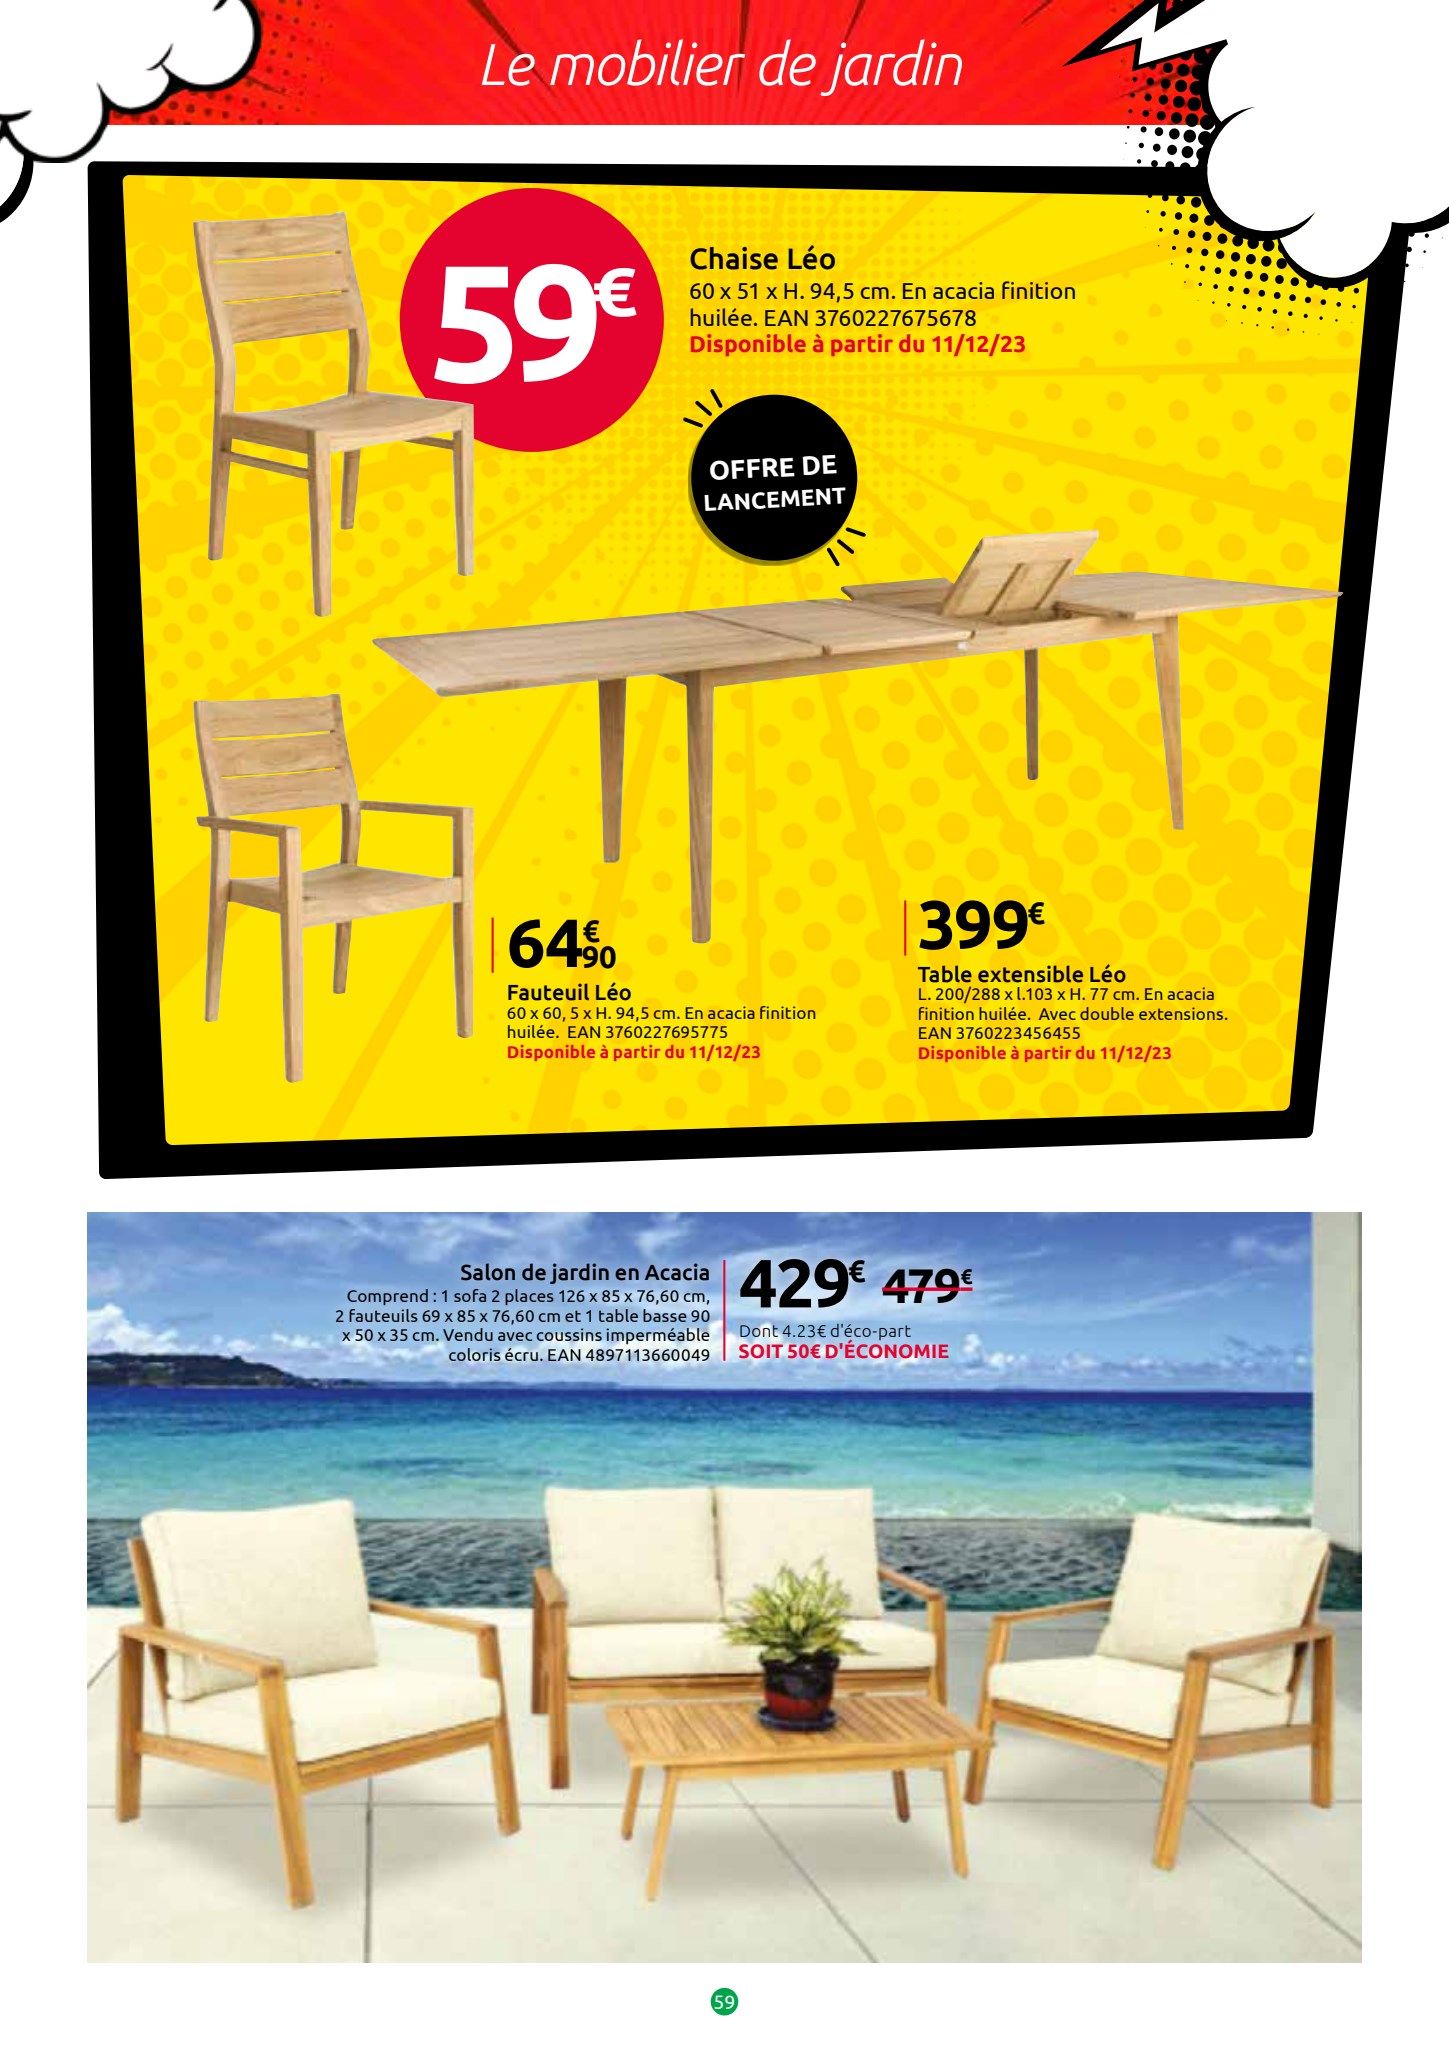 Le mobilier de jardin
59€
Chaise Léo
60 x 51 x H. 94,5 cm. En acacia finition
huilée. EAN 3760227675678
Disponible à partir du 11/12/23
OFFRE DE
LANCEMENT
64€90
Fauteuil Léo
60 x 60, 5 x H. 94,5 cm. En acacia finition
huilée. EAN 3760227695775
Disponible à partir du 11/12/23
399€
Table extensible Léo
L. 200/288 x l.103 x H. 77 cm. En acacia
finition huilée. Avec double extensions.
EAN 3760223456455
Disponible à partir du 11/12/23
Salon de jardin en Acacia
Comprend : 1 sofa 2 places 126 x 85 x 76,60 cm,
2 fauteuils 69 x 85 x 76,60 cm et 1 table basse 90
x 50 x 35 cm. Vendu avec coussins imperméable
coloris écru. EAN 4897113660049
429€ 479€
Dont 4.23€ d'éco-part
SOIT 50€ D'ÉCONOMIE
59